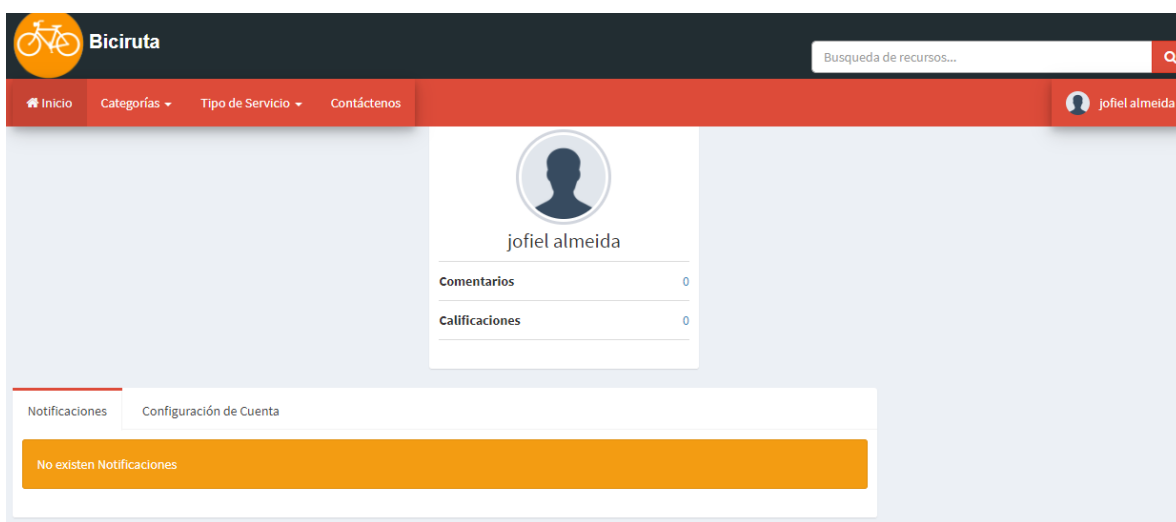 Biciruta
Busqueda de recursos...
Inicio Categorías Tipo de Servicio Contáctenos jofiel almeida
jofiel almeida
Comentarios 0
Calificaciones 0
Notificaciones Configuración de Cuenta
No existen Notificaciones